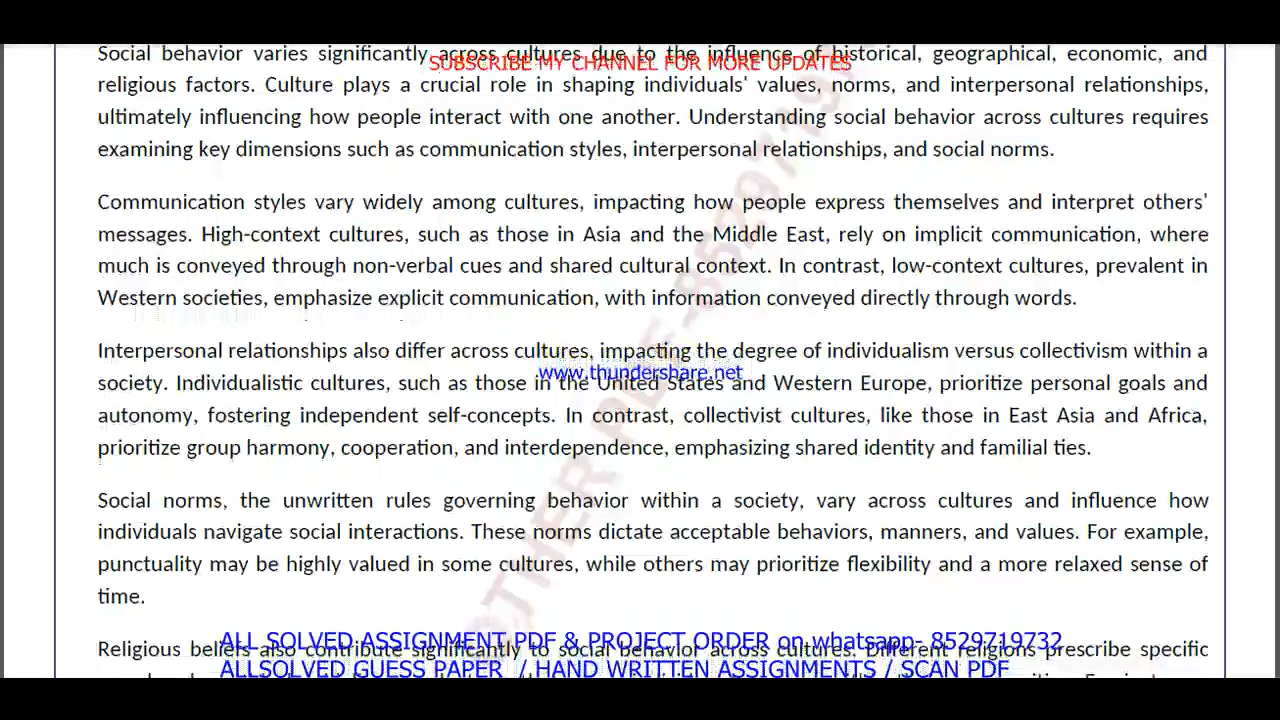 Social behavior varies significantly across cultures due to the influence of historical, geographical, economic, and
SUBSCRIBE MY CHANNEL FOR MORE UPDATES
religious factors. Culture plays a crucial role in shaping individuals' values, norms, and interpersonal relationships,
ultimately influencing how people interact with one another. Understanding social behavior across cultures requires
examining key dimensions such as communication styles, interpersonal relationships, and social norms.
Communication styles vary widely among cultures, impacting how people express themselves and interpret others'
messages. High-context cultures, such as those in Asia and the Middle East, rely on implicit communication, where
much is conveyed through non-verbal cues and shared cultural context. In contrast, low-context cultures, prevalent in
Western societies, emphasize explicit communication, with information conveyed directly through words.
Interpersonal relationships also differ across cultures, impacting the degree of individualism versus collectivism within a
www.thundershare.net
society. Individualistic cultures, such as those in the United States and Western Europe, prioritize personal goals and
autonomy, fostering independent self-concepts. In contrast, collectivist cultures, like those in East Asia and Africa,
prioritize group harmony, cooperation, and interdependence, emphasizing shared identity and familial ties.
Social norms, the unwritten rules governing behavior within a society, vary across cultures and influence how
individuals navigate social interactions. These norms dictate acceptable behaviors, manners, and values. For example,
punctuality may be highly valued in some cultures, while others may prioritize flexibility and a more relaxed sense of
time.
ALL SOLVED ASSIGNMENT PDF & PROJECT ORDER on whatsapp- 8529719732
Religious beliefs also contribute significantly to social behavior across cultures. Different religions prescribe specific
ALLSOLVED GUESS PAPER / HAND WRITTEN ASSIGNMENTS / SCAN PDF